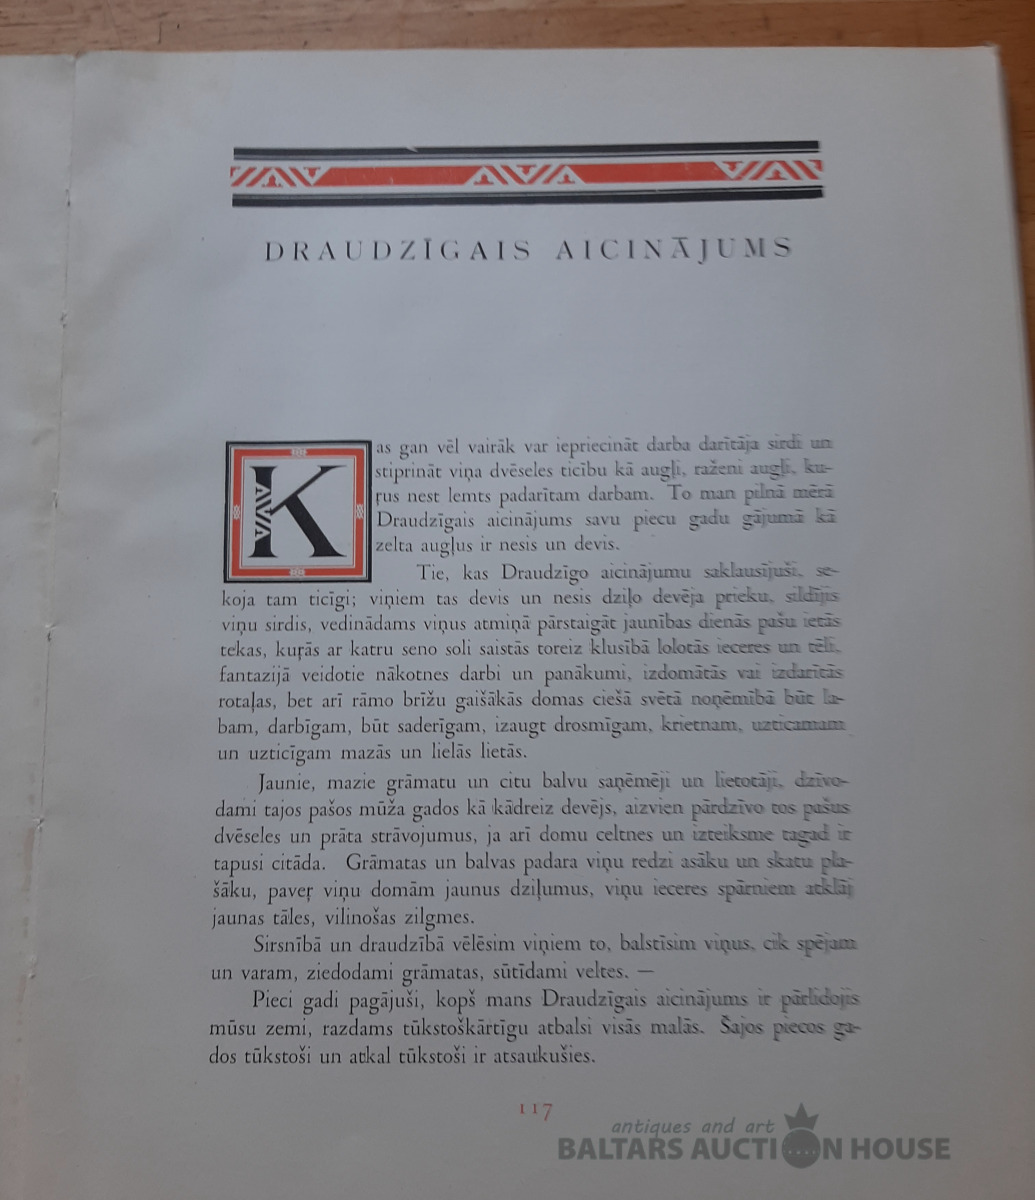 DRAUDZĪGAIS AICINĀJUMS
Kas gan vēl vairāk var iepriecināt darba darītāja sirdi un
stiprināt viņa dvēseles ticību kā augļi, raženi augļi, ku-
ŗus nest lemts padarītam darbam. To man pilnā mērā
Draudzīgais aicinājums savu piecu gadu gājumā kā
zelta augļus ir nesis un devis.
Tie, kas Draudzīgo aicinājumu saklausījuši, se-
koja tam ticīgi; viņiem tas devis un nesis dziļo devēja prieku, sildījis
viņu sirdis, vedinādams viņus atmiņā pārstaigāt jaunības dienās pašu ietās
tekas, kuŗās ar katru seno soli saistās toreiz klusībā lolotās ieceres un tēli,
fantazijā veidotie nākotnes darbi un panākumi, izdomātās vai izdarītās
rotaļas, bet arī rāmo brīžu gaišākās domas ciešā svētā noņēmībā būt la-
bam, darbīgam, būt saderīgam, izaugt drosmīgam, krietnam, uzticamam
un uzticīgam mazās un lielās lietās.
Jaunie, mazie grāmatu un citu balvu saņēmēji un lietotāji, dzīvo-
dami tajos pašos mūža gados kā kādreiz devējs, aizvien pārdzīvo tos pašus
dvēseles un prāta strāvojumus, ja arī domu celtnes un izteiksme tagad ir
tapusi citāda. Grāmatas un balvas padara viņu redzi asāku un skatu pla-
šāku, paveŗ viņu domām jaunus dziļumus, viņu ieceres spārniem atklāj
jaunas tāles, vilinošas zilgmes.
Sirsnībā un draudzībā vēlēsim viņiem to, balstīsim viņus, cik spējam
un varam, ziedodami grāmatas, sūtīdami veltes. —
Pieci gadi pagājuši, kopš mans Draudzīgais aicinājums ir pārlidojis
mūsu zemi, razdams tūkstoškārtīgu atbalsi visās malās. Šajos piecos ga-
dos tūkstoši un atkal tūkstoši ir atsaukušies.
117
antiques and art
BALTARS AUCTION HOUSE